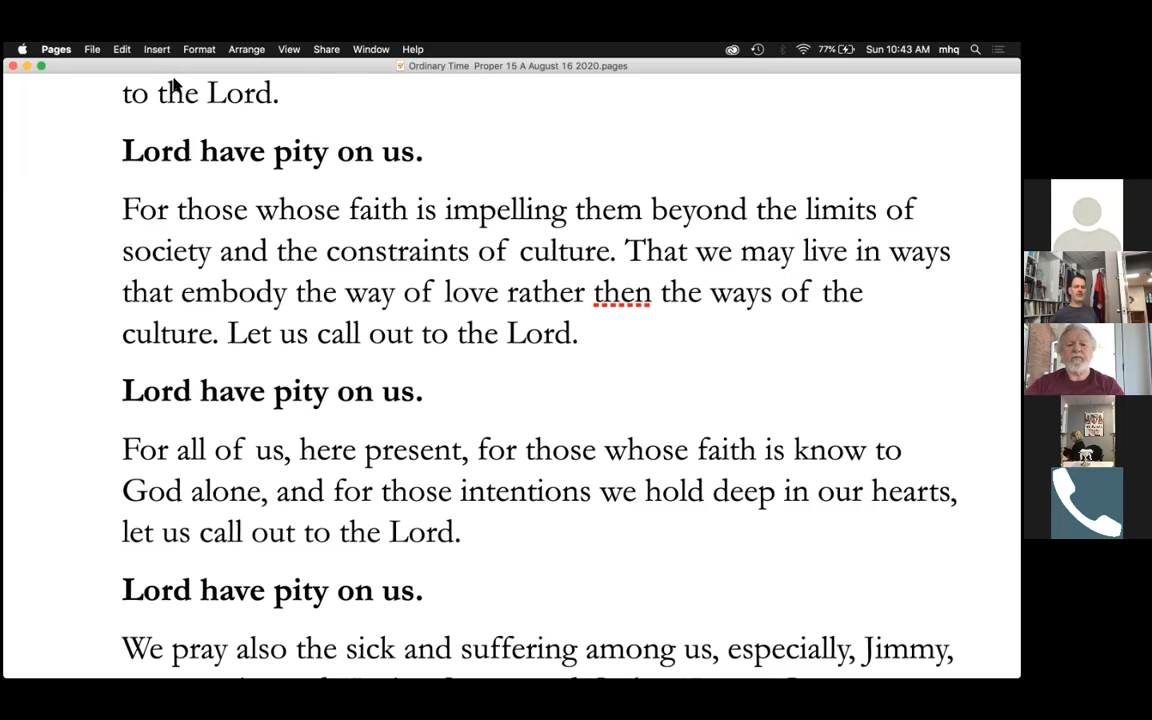 Pages File Edit Insert Format Arrange View Share Window Help 77% Sun 10:43 AM mhq
Ordinary Time Proper 15 A August 16 2020.pages
to the Lord.
Lord have pity on us.
For those whose faith is impelling them beyond the limits of
society and the constraints of culture. That we may live in ways
that embody the way of love rather then the ways of the
culture. Let us call out to the Lord.
Lord have pity on us.
For all of us, here present, for those whose faith is know to
God alone, and for those intentions we hold deep in our hearts,
let us call out to the Lord.
Lord have pity on us.
We pray also the sick and suffering among us, especially, Jimmy,